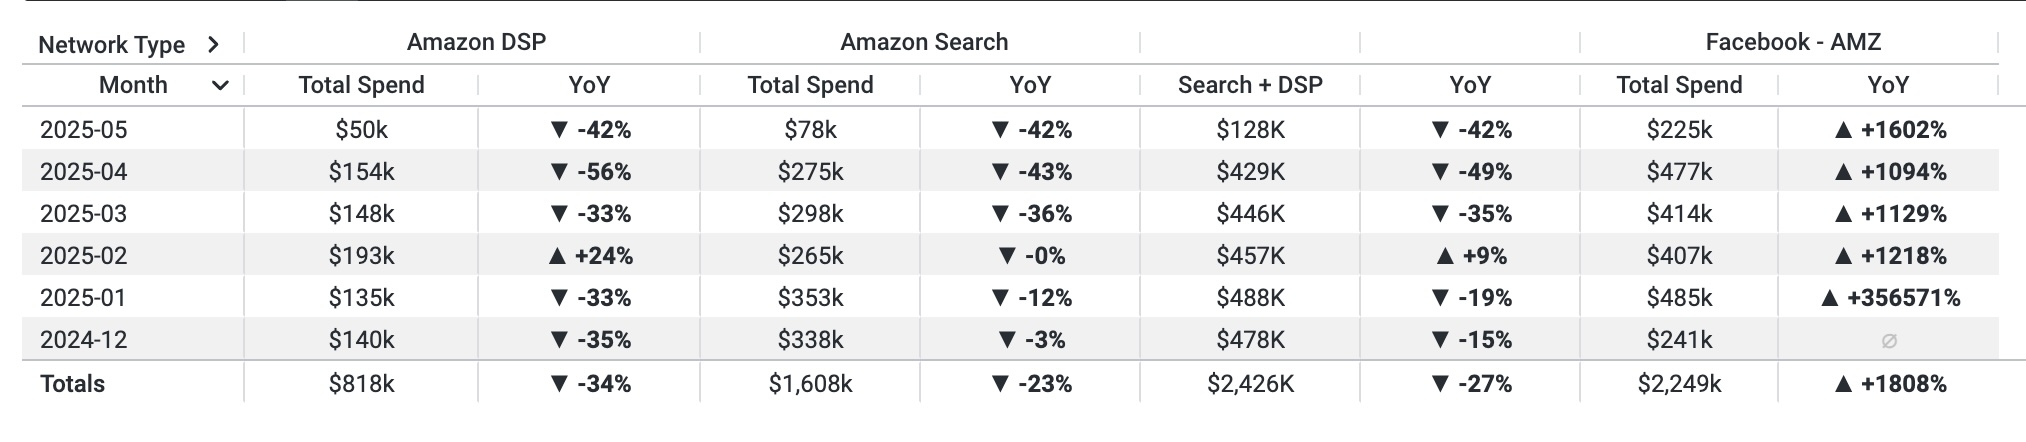 Network Type > Amazon DSP Amazon Search Facebook - AMZ
Month Total Spend YoY Total Spend YoY Search + DSP YoY Total Spend YoY
2025-05 $50k ▼ -42% $78k ▼ -42% $128K ▼ -42% $225k ▲ +1602%
2025-04 $154k ▼ -56% $275k ▼ -43% $429K ▼ -49% $477k ▲ +1094%
2025-03 $148k ▼ -33% $298k ▼ -36% $446K ▼ -35% $414k ▲ +1129%
2025-02 $193k ▲ +24% $265k ▼ -0% $457K ▲ +9% $407k ▲ +1218%
2025-01 $135k ▼ -33% $353k ▼ -12% $488K ▼ -19% $485k ▲ +356571%
2024-12 $140k ▼ -35% $338k ▼ -3% $478K ▼ -15% $241k ∅
Totals $818k ▼ -34% $1,608k ▼ -23% $2,426K ▼ -27% $2,249k ▲ +1808%